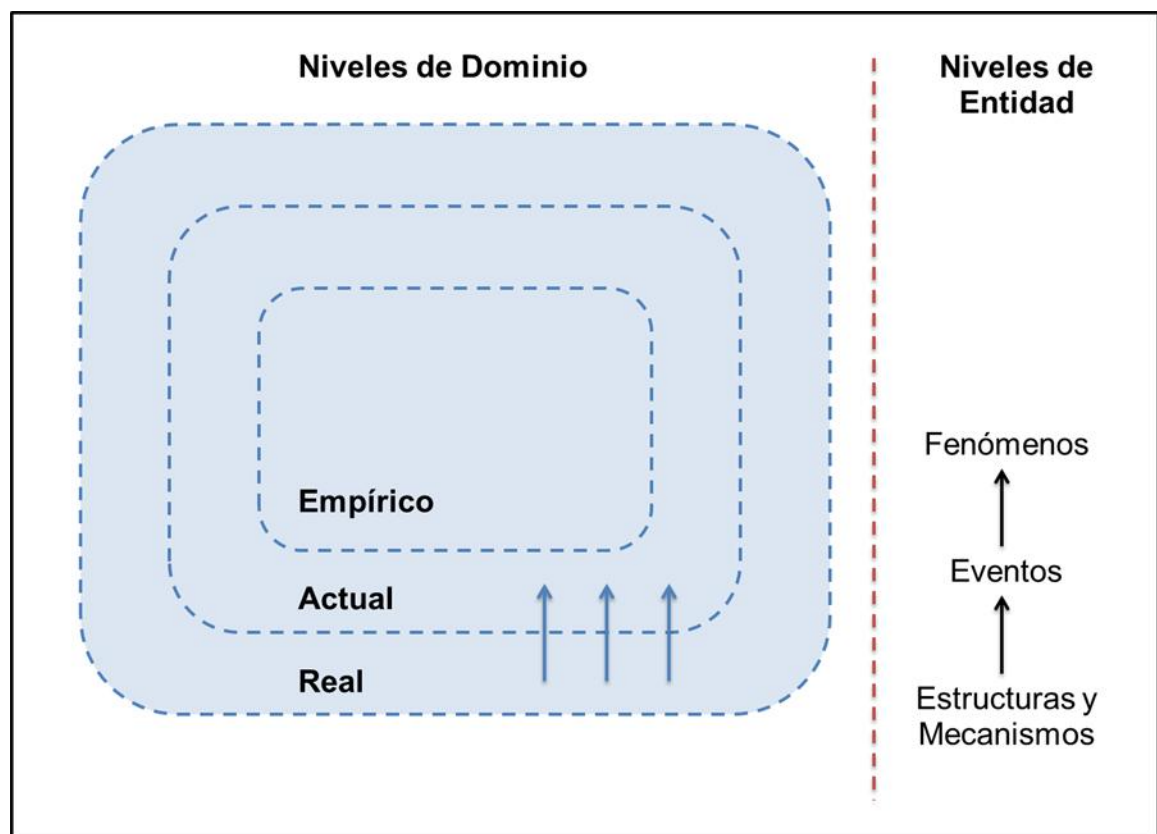 Niveles de Dominio
Niveles de
Entidad
Empírico
Actual
Real
Fenómenos
Eventos
Estructuras y
Mecanismos